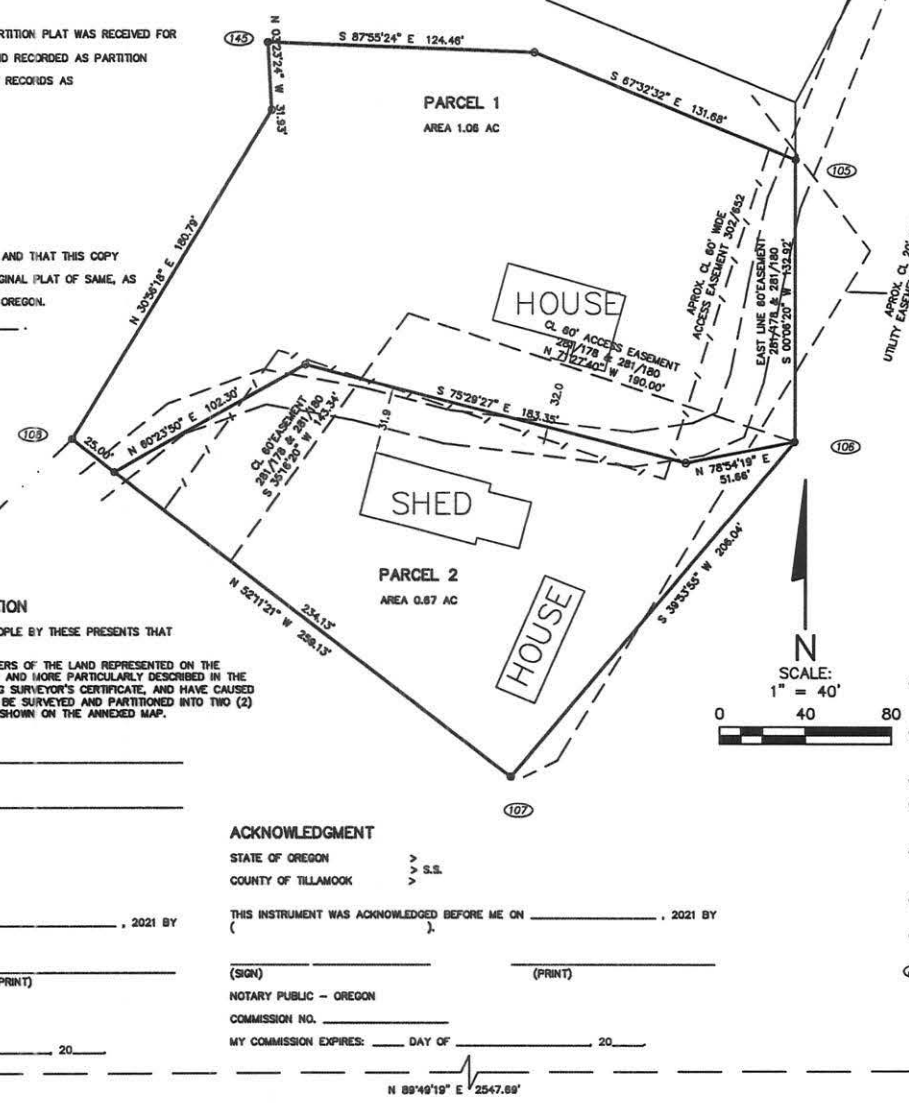 RTITION PLAT WAS RECEIVED FOR
D RECORDED AS PARTITION
RECORDS AS
145
N 03°23'24" W 31.93'
S 87°55'24" E 124.46'
S 67°32'32" E 131.68'
PARCEL 1
AREA 1.06 AC
105
AND THAT THIS COPY
GINAL PLAT OF SAME, AS
OREGON.
N 30°56'18" E 180.79'
APROX. CL 60' WIDE
ACCESS EASEMENT 302/652
EAST LINE 60'EASEMENT
281/178 & 281/180
S 00°06'20" W 132.92'
APROX. CL 20'
UTILITY EASEM
HOUSE
CL 60' ACCESS EASEMENT
281/178 & 281/180
N 71°27'40" W 190.00'
108
25.00'
N 60°23'50" E 102.30'
CL 60'EASEMENT
281/178 & 281/180
S 35°16'20" W 143.34'
S 75°29'27" E 183.35'
31.9
32.0
N 78°54'19" E
51.66'
106
SHED
PARCEL 2
AREA 0.67 AC
HOUSE
S 39°53'55" W 206.04'
234.13'
N 52°11'21" W 259.13'
107
N
SCALE:
1" = 40'
0 40 80
TION
OPLE BY THESE PRESENTS THAT
ERS OF THE LAND REPRESENTED ON THE
AND MORE PARTICULARLY DESCRIBED IN THE
G SURVEYOR'S CERTIFICATE, AND HAVE CAUSED
BE SURVEYED AND PARTITIONED INTO TWO (2)
SHOWN ON THE ANNEXED MAP.
, 2021 BY
PRINT)
, 20
ACKNOWLEDGMENT
STATE OF OREGON >
> S.S.
COUNTY OF TILLAMOOK >
THIS INSTRUMENT WAS ACKNOWLEDGED BEFORE ME ON ____________ , 2021 BY
( ).
(SIGN) (PRINT)
NOTARY PUBLIC – OREGON
COMMISSION NO. ____________
MY COMMISSION EXPIRES: ____ DAY OF ____________ 20____
N 89°49'19" E 2547.69'